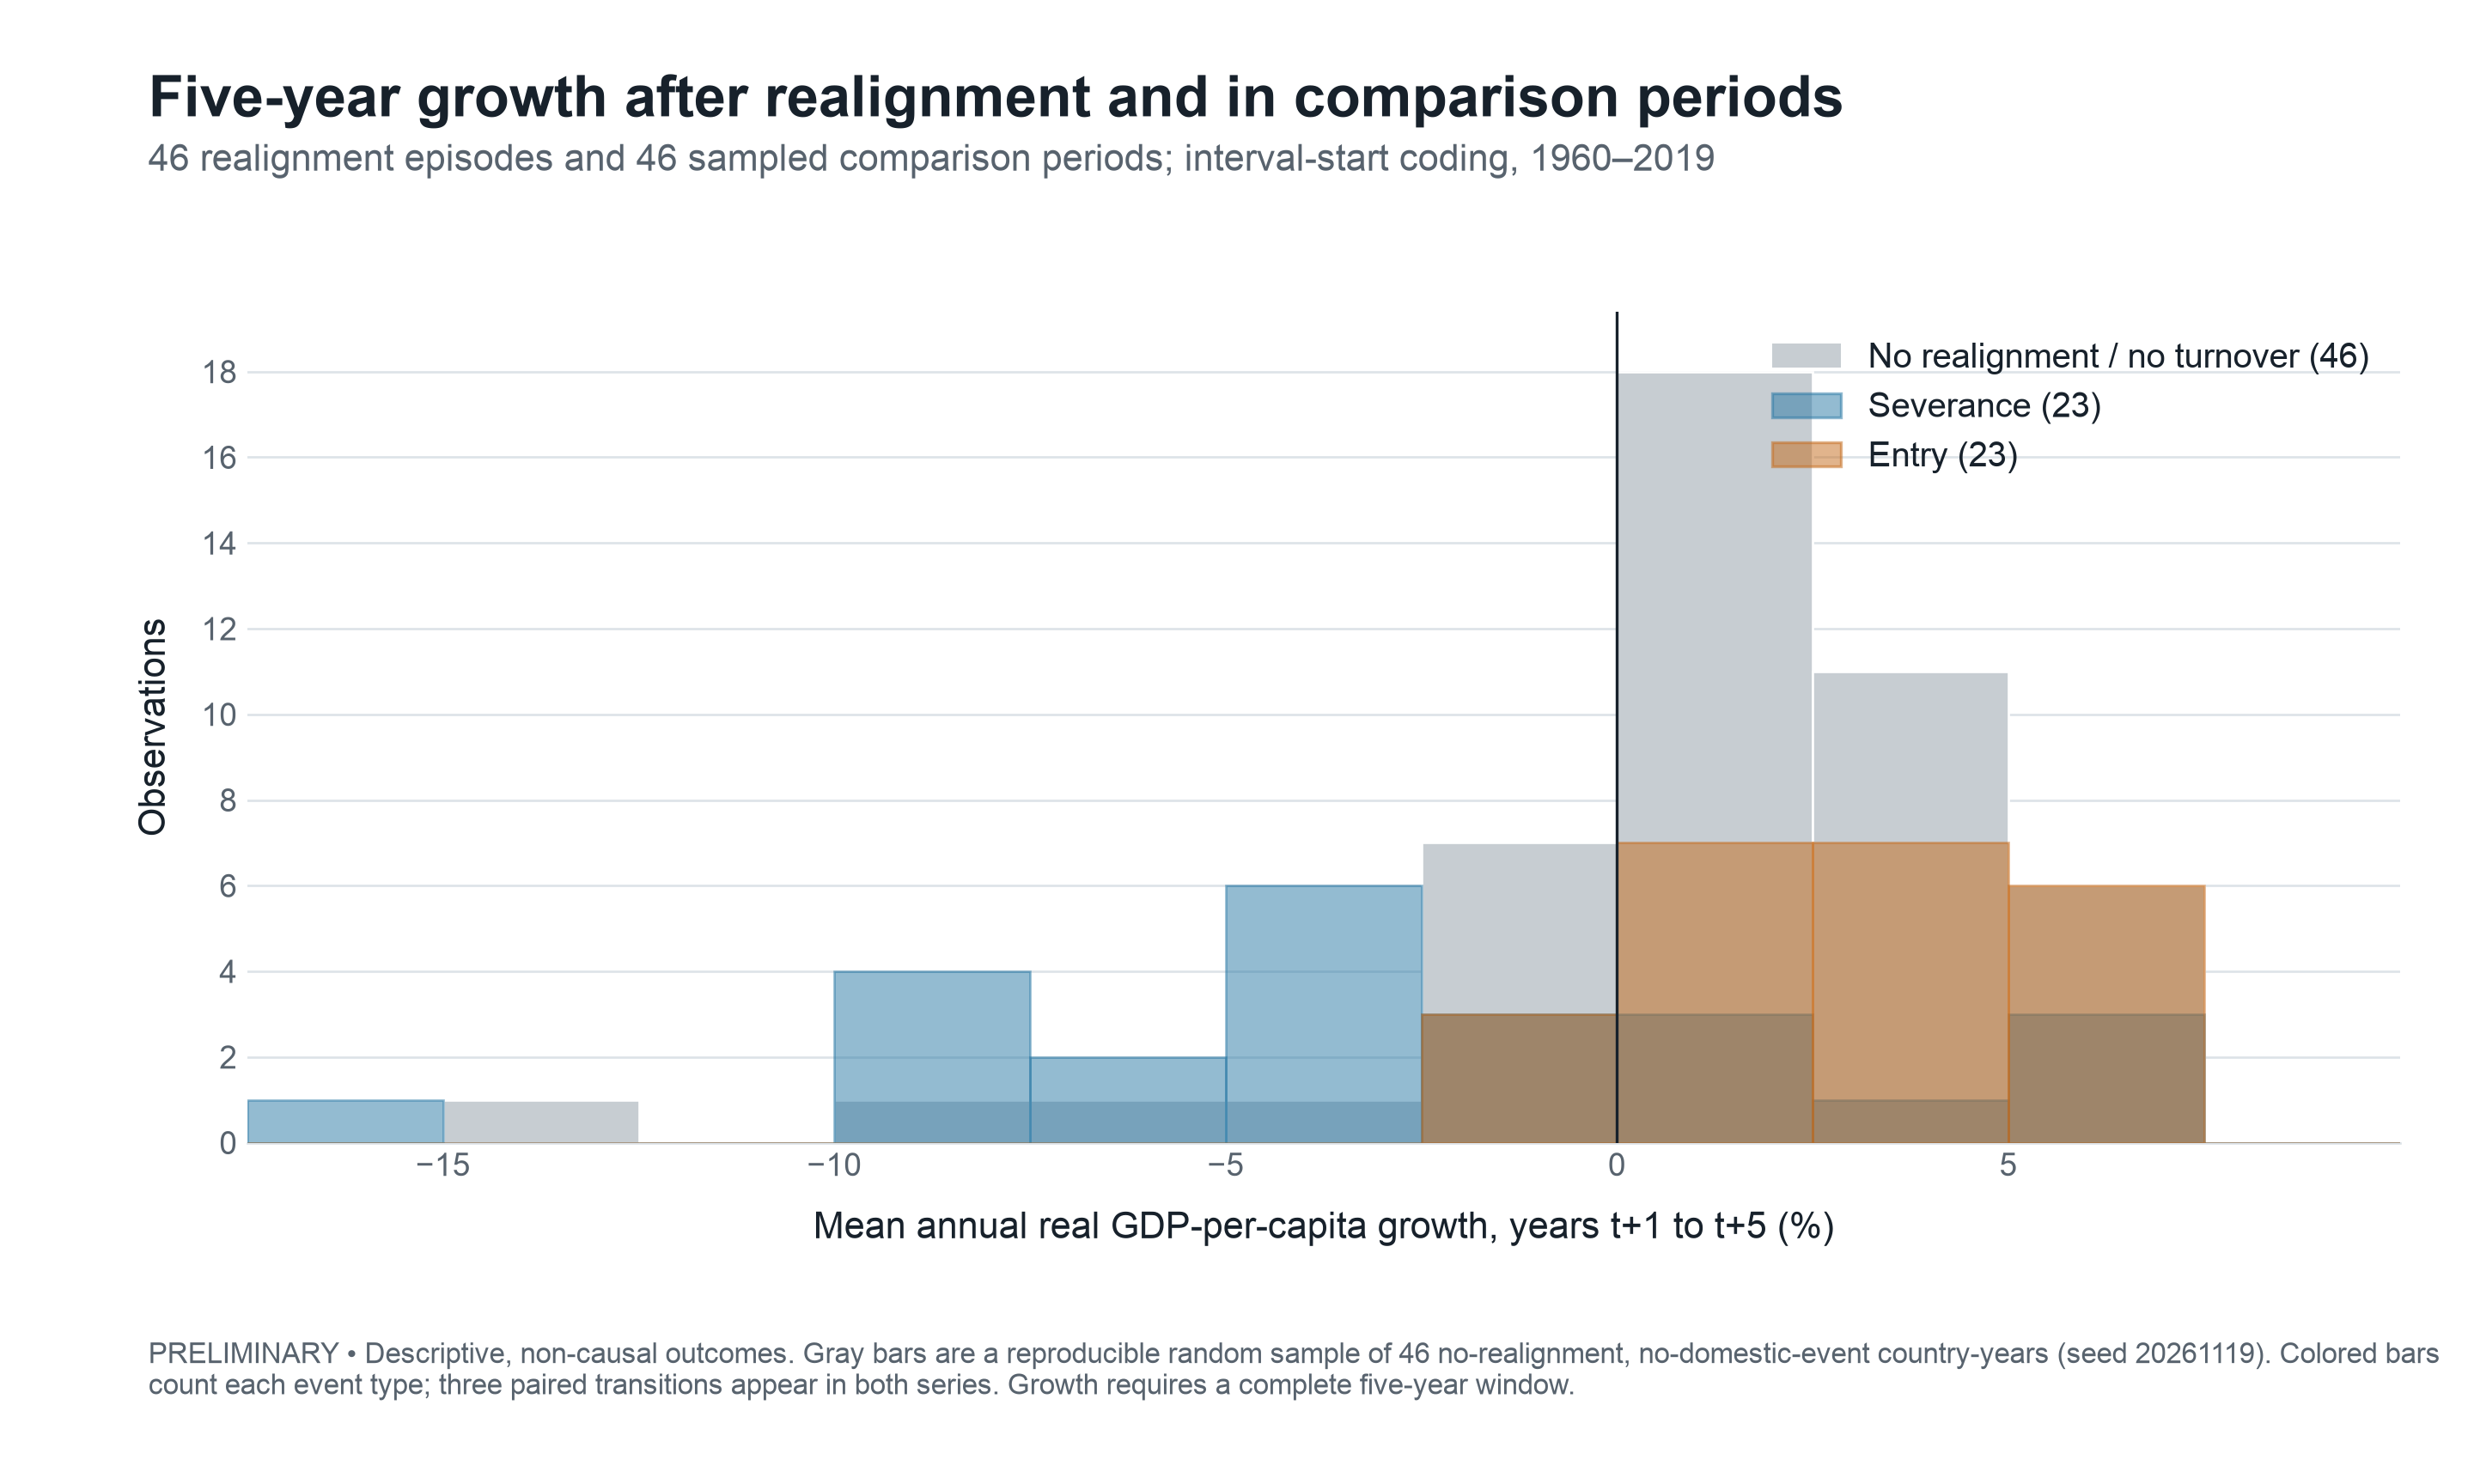 Five-year growth after realignment and in comparison periods
46 realignment episodes and 46 sampled comparison periods; interval-start coding, 1960–2019
No realignment / no turnover (46)
Severance (23)
Entry (23)
18
16
14
12
10
8
6
4
2
0
Observations
−15
−10
−5
0
5
Mean annual real GDP-per-capita growth, years t+1 to t+5 (%)
PRELIMINARY • Descriptive, non-causal outcomes. Gray bars are a reproducible random sample of 46 no-realignment, no-domestic-event country-years (seed 20261119). Colored bars
count each event type; three paired transitions appear in both series. Growth requires a complete five-year window.